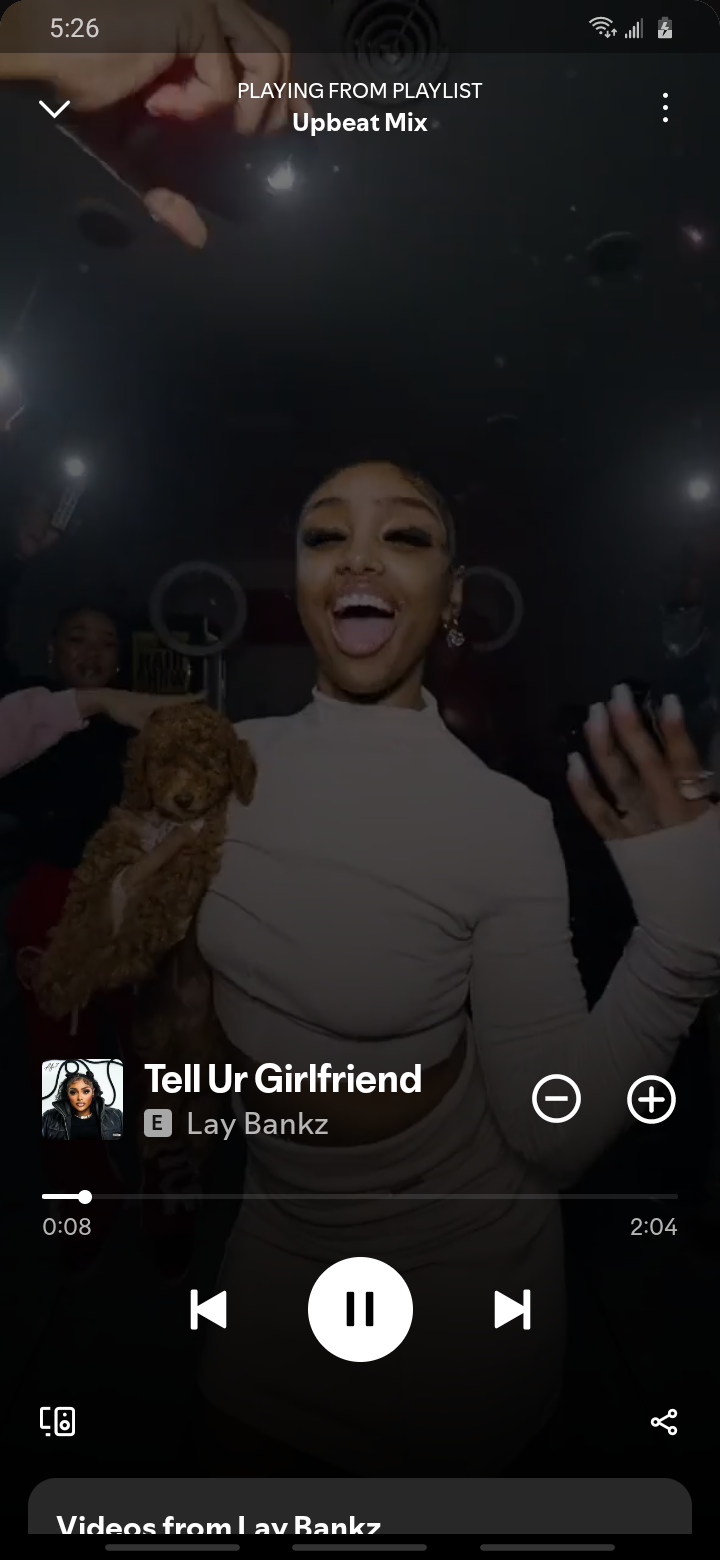 5:26
PLAYING FROM PLAYLIST
Upbeat Mix
Tell Ur Girlfriend
E Lay Bankz
0:08
2:04
Videos from Lay Bankz